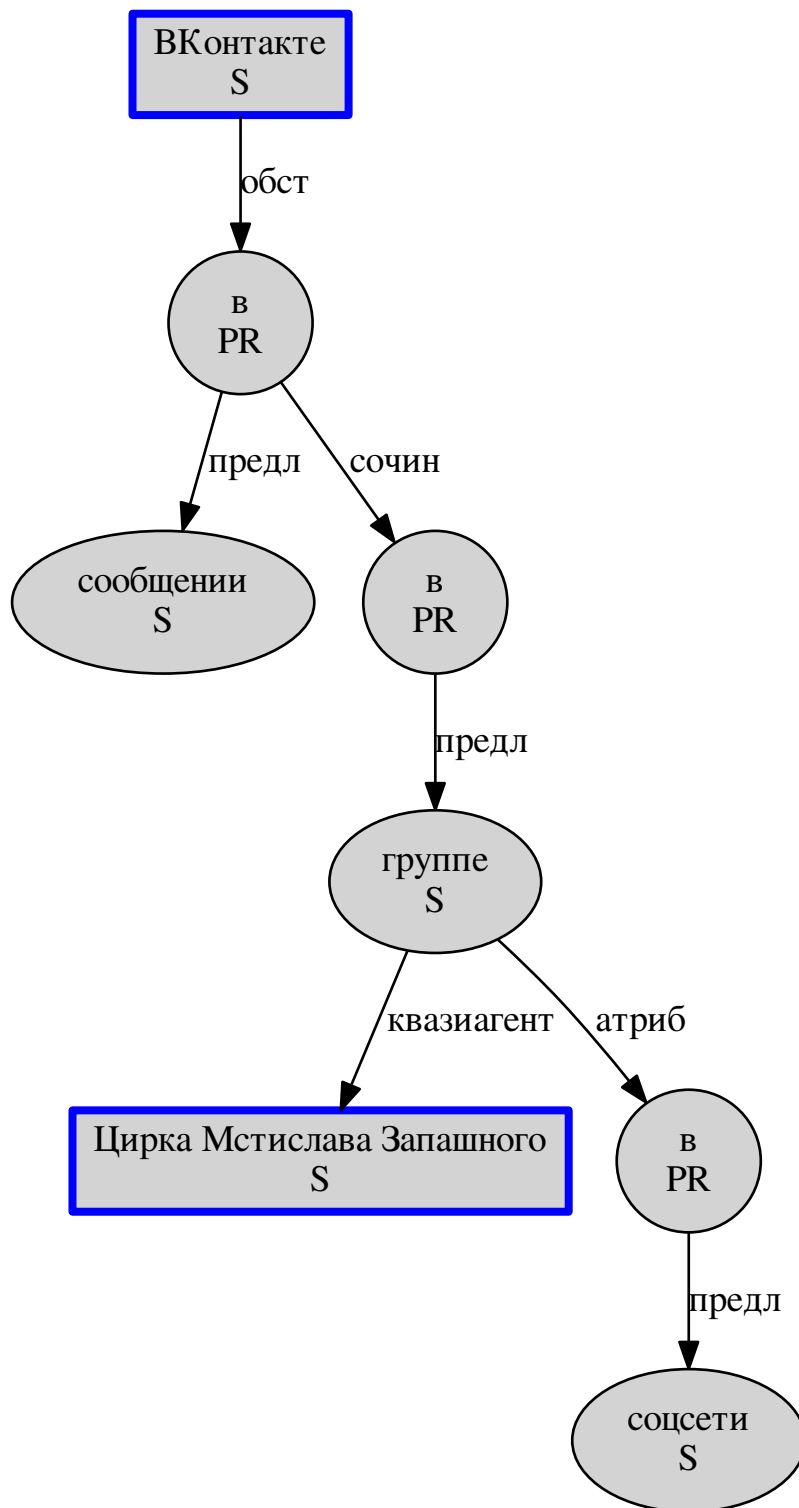 ВКонтакте
S
обст
в
PR
предл
сочин
сообщении
S
в
PR
предл
группе
S
квазиагент
атриб
Цирка Мстислава Запашного
S
в
PR
предл
соцсети
S